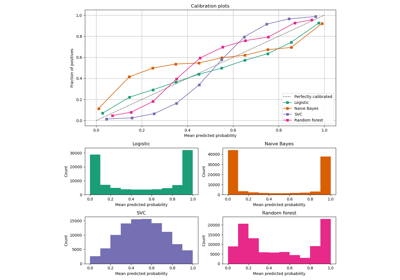 Calibration plots
1.0
0.8
0.6
0.4
0.2
0.0
Fraction of positives
Perfectly calibrated
Logistic
Naive Bayes
SVC
Random forest
0.0 0.2 0.4 0.6 0.8 1.0
Mean predicted probability
Logistic
30000
20000
10000
0
Count
0.0 0.2 0.4 0.6 0.8 1.0
Mean predicted probability
Naive Bayes
40000
30000
20000
10000
0
Count
0.0 0.2 0.4 0.6 0.8 1.0
Mean predicted probability
SVC
15000
10000
5000
0
Count
0.0 0.2 0.4 0.6 0.8 1.0
Mean predicted probability
Random forest
20000
15000
10000
5000
0
Count
0.0 0.2 0.4 0.6 0.8 1.0
Mean predicted probability